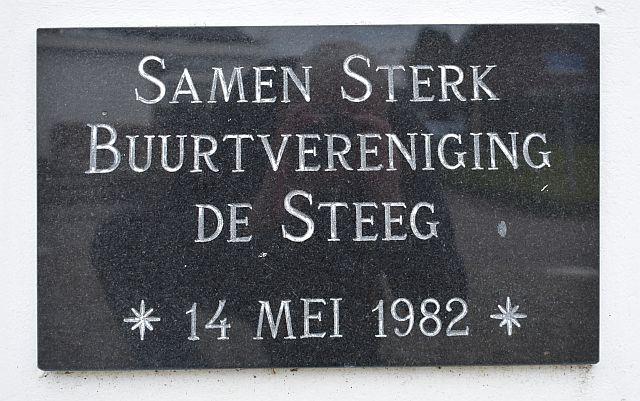 SAMEN STERK
BUURTVERENIGING
DE STEEG
* 14 MEI 1982 *